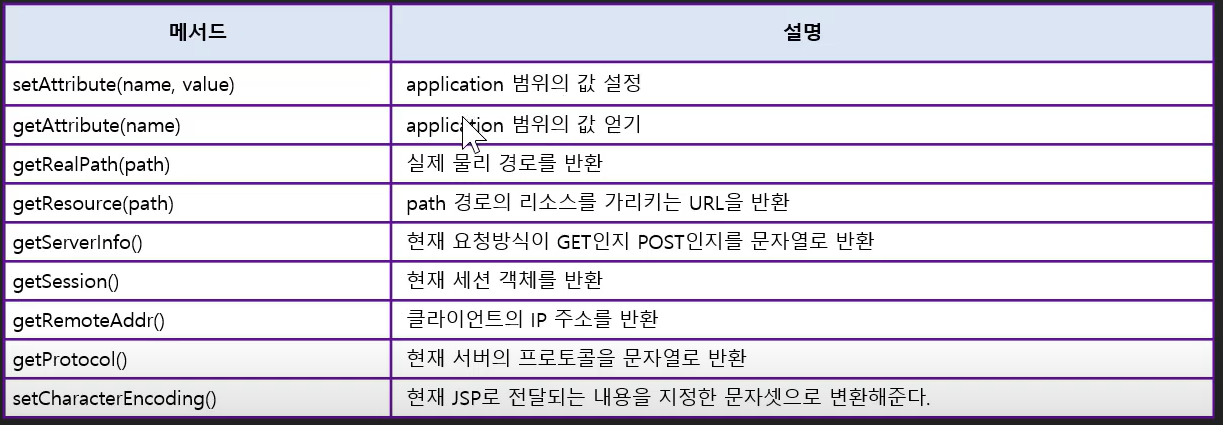 메서드 설명
setAttribute(name, value) application 범위의 값 설정
getAttribute(name) application 범위의 값 얻기
getRealPath(path) 실제 물리 경로를 반환
getResource(path) path 경로의 리소스를 가리키는 URL을 반환
getServerInfo() 현재 요청방식이 GET인지 POST인지를 문자열로 반환
getSession() 현재 세션 객체를 반환
getRemoteAddr() 클라이언트의 IP 주소를 반환
getProtocol() 현재 서버의 프로토콜을 문자열로 반환
setCharacterEncoding() 현재 JSP로 전달되는 내용을 지정한 문자셋으로 변환해준다.